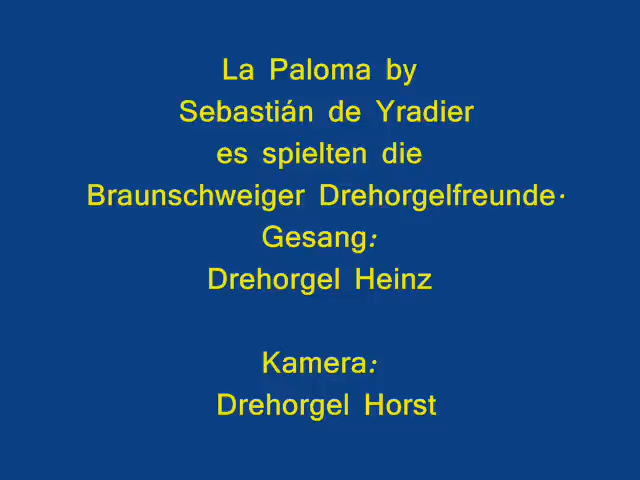 La Paloma by
Sebastián de Yradier
es spielten die
Braunschweiger Drehorgelfreunde.
Gesang:
Drehorgel Heinz
Kamera:
Drehorgel Horst